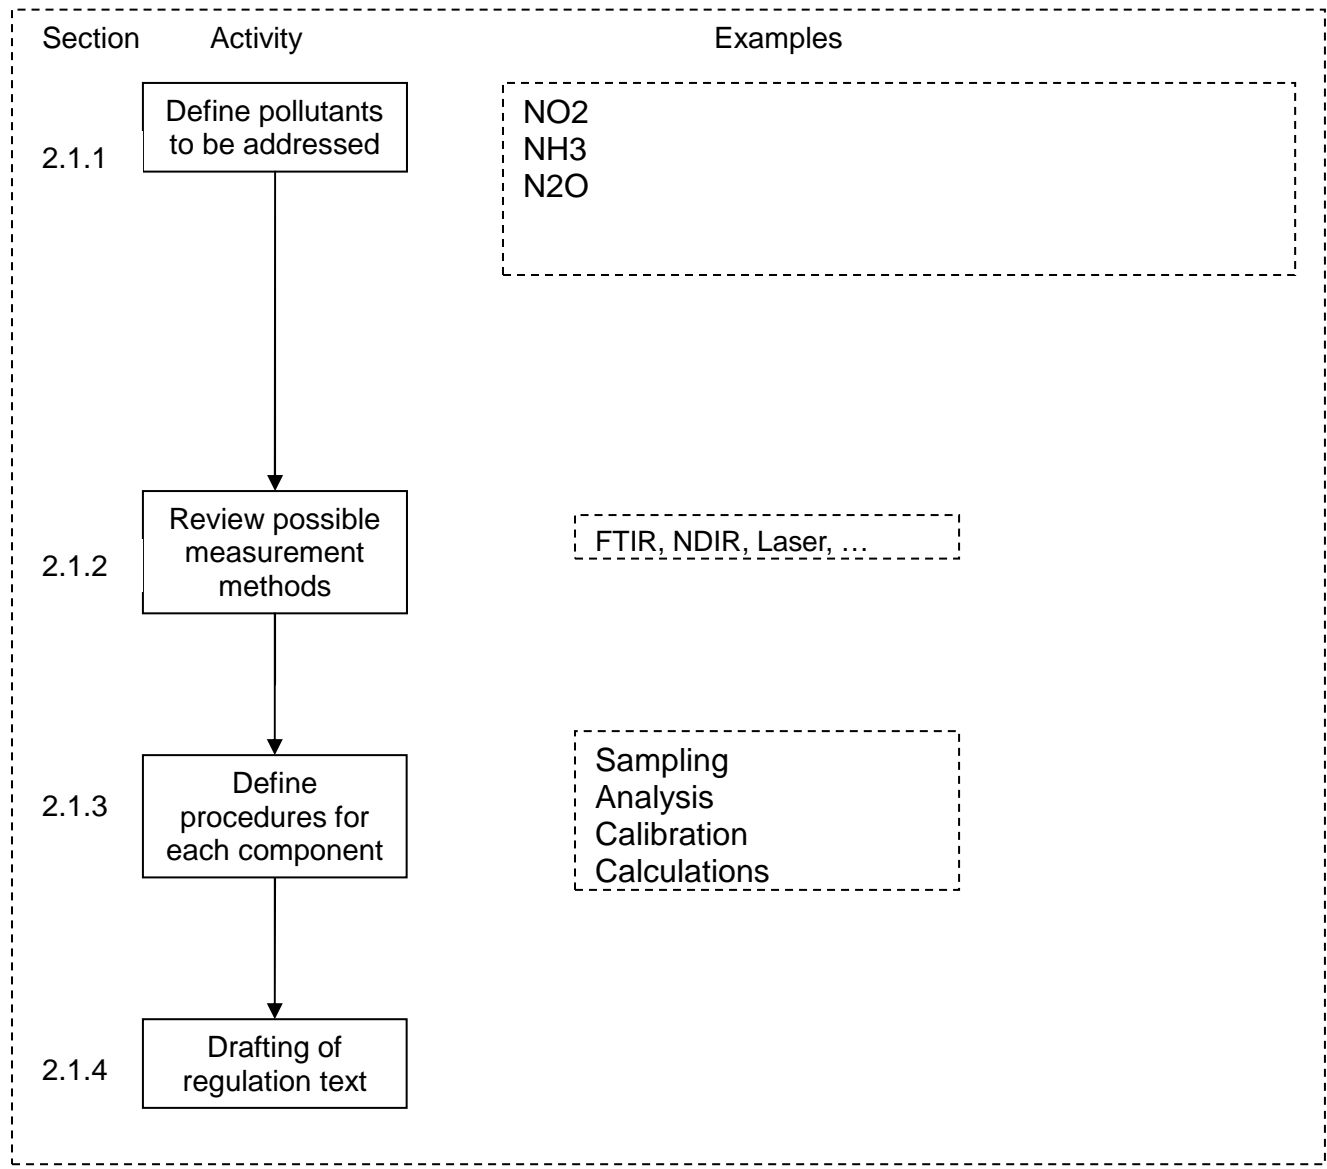 Section Activity Examples
Define pollutants
to be addressed
2.1.1
NO2
NH3
N2O
Review possible
measurement
methods
2.1.2
FTIR, NDIR, Laser, …
Define
procedures for
each component
2.1.3
Sampling
Analysis
Calibration
Calculations
Drafting of
regulation text
2.1.4